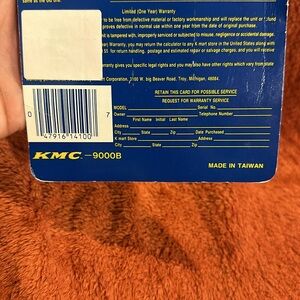 same as the old one.
Limited (One Year) Warranty
to be free from defective material or factory workmanship and will replace the unit or refund
proves defective in normal use within one year from the date of purchase.
is tampered with, improperly serviced or subject to misuse, negligence or accidental damage.
ar) Warranty, you may return the calculator to any K mart store in the United States along with
for return handling, postage and estimated repair or salvage charges, and you will receive
warranty gives you specific legal rights and you may also have other rights which vary from state
rt Corporation, 3100 W. big Beaver Road, Troy, Michigan, 48084.
RETAIN THIS CARD FOR POSSIBLE SERVICE
REQUEST FOR WARRANTY SERVICE
MODEL Serial No.
Owner Telephone Number
First Name Initial Last Name
Address
City State Zip Date Purchased
K mart Store Address
City State Zip
0 47916 14100 7
KMC -9000B
MADE IN TAIWAN